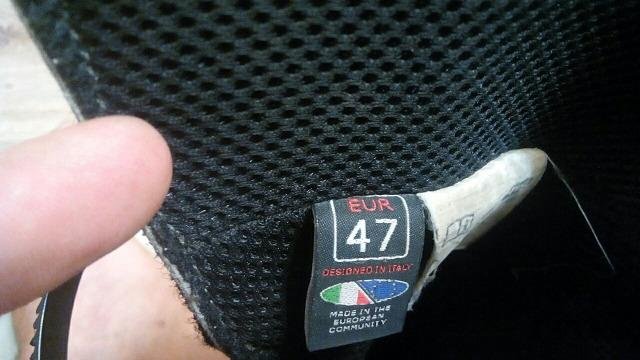 EUR
47
DESIGNED IN ITALY
MADE IN THE
EUROPEAN
COMMUNITY